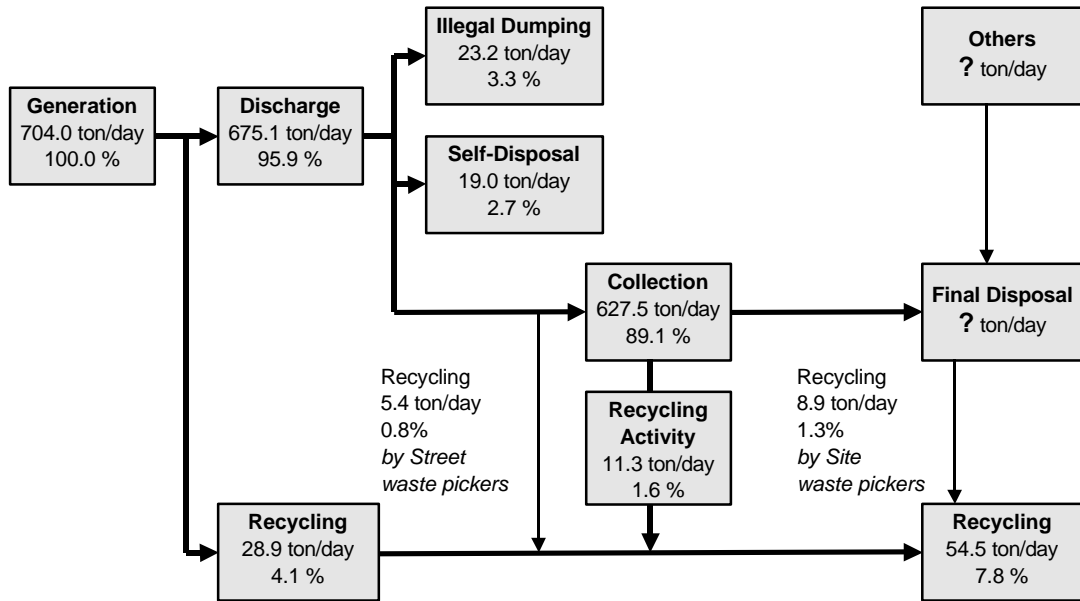 Illegal Dumping
23.2 ton/day
3.3 %
Others
? ton/day
Generation
704.0 ton/day
100.0 %
Discharge
675.1 ton/day
95.9 %
Self-Disposal
19.0 ton/day
2.7 %
Collection
627.5 ton/day
89.1 %
Final Disposal
? ton/day
Recycling
5.4 ton/day
0.8%
by Street
waste pickers
Recycling
Activity
11.3 ton/day
1.6 %
Recycling
8.9 ton/day
1.3%
by Site
waste pickers
Recycling
28.9 ton/day
4.1 %
Recycling
54.5 ton/day
7.8 %